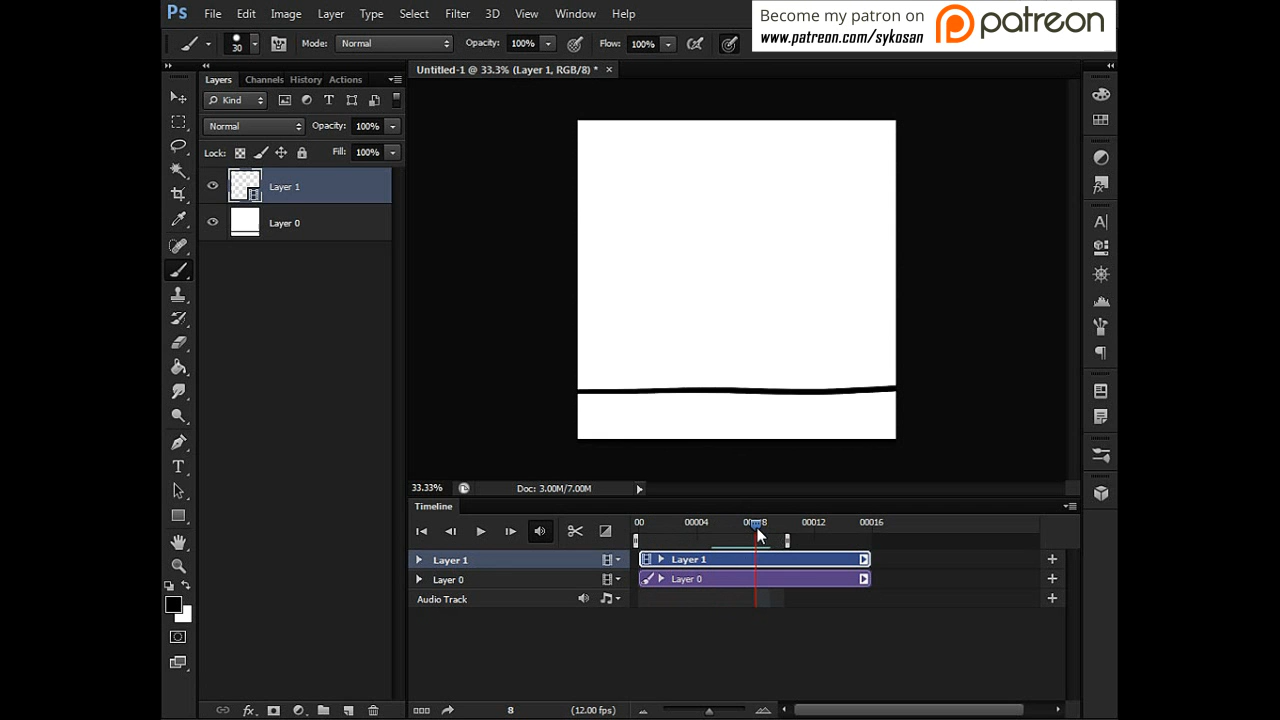 Ps File Edit Image Layer Type Select Filter 3D View Window Help
Become my patron on patreon
www.patreon.com/sykosan
30 Mode: Normal Opacity: 100% Flow: 100%
Layers Channels History Actions
Untitled-1 @ 33.3% (Layer 1, RGB/8) * ×
Kind
Normal Opacity: 100%
Lock: Fill: 100%
Layer 1
Layer 0
33.33% Doc: 3.00M/7.00M
Timeline
00 00004 00012 00016
Layer 1 Layer 1
Layer 0 Layer 0
Audio Track
8 (12.00 fps)